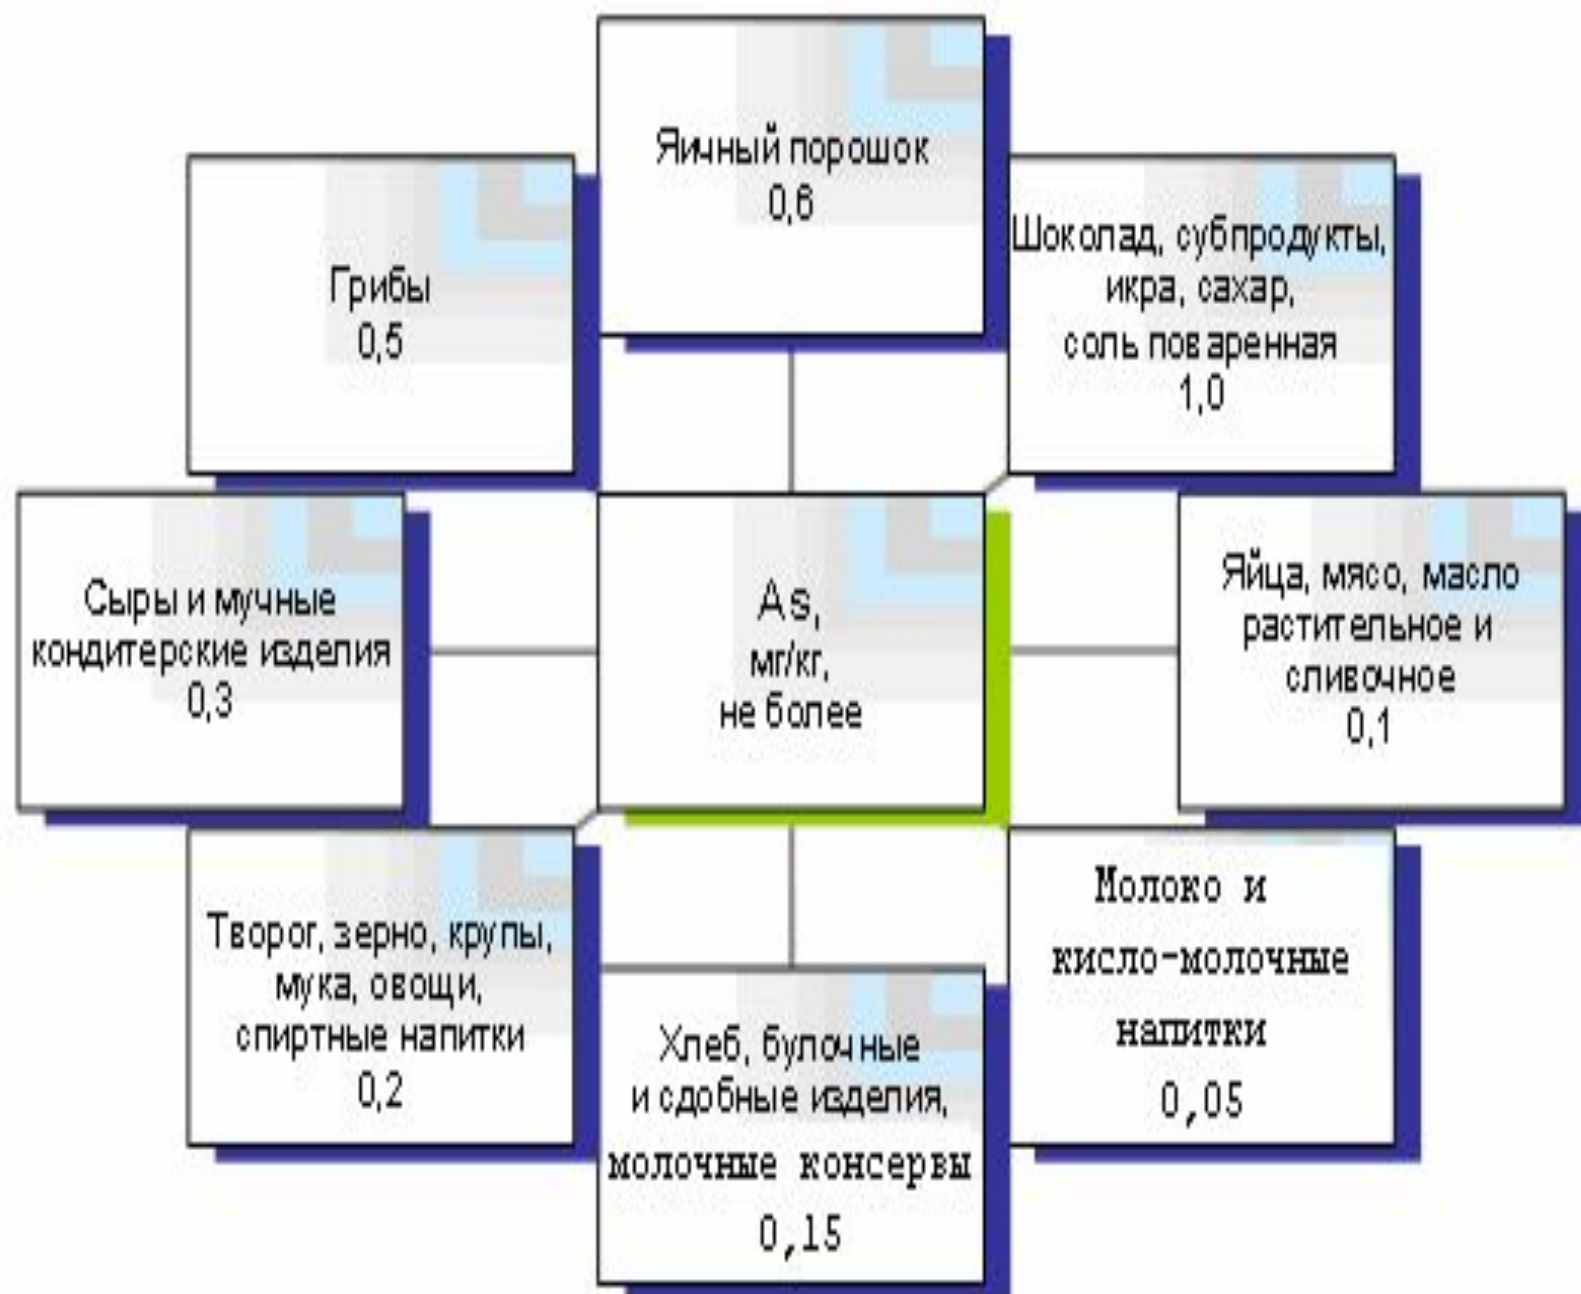 Яичный порошок
0,6
Грибы
0,5
Шоколад, субпродукты,
икра, сахар,
соль поваренная
1,0
Сыры и мучные
кондитерские изделия
0,3
As,
мг/кг,
не более
Яйца, мясо, масло
растительное и
сливочное
0,1
Творог, зерно, крупы,
мука, овощи,
спиртные напитки
0,2
Хлеб, булочные
и сдобные изделия,
молочные консервы
0,15
Молоко и
кисло-молочные
напитки
0,05